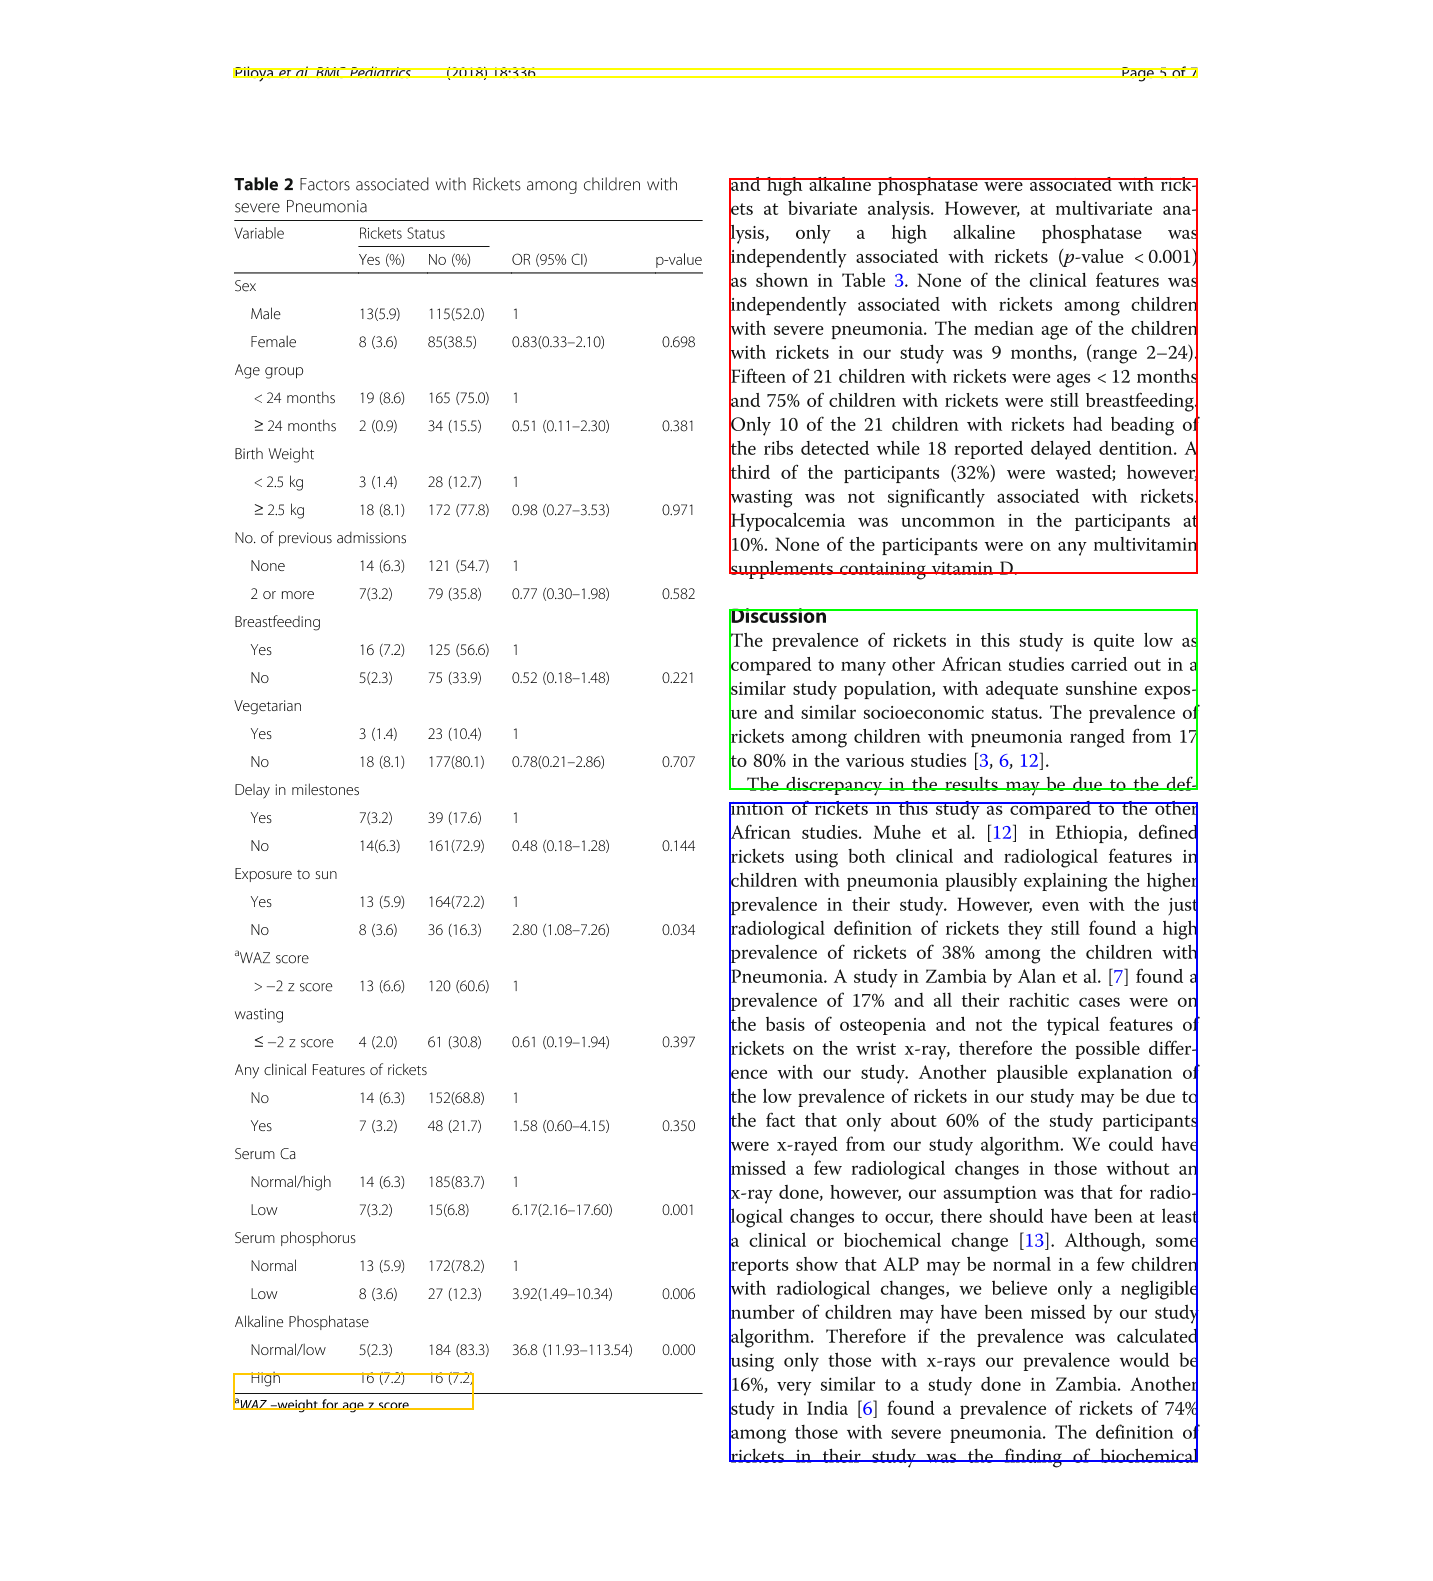 Piloya et al. BMC Pediatrics (2018) 18:336 Page 5 of 7
Table 2 Factors associated with Rickets among children with
severe Pneumonia
Variable Rickets Status
Yes (%) No (%) OR (95% CI) p-value
Sex
Male 13(5.9) 115(52.0) 1
Female 8 (3.6) 85(38.5) 0.83(0.33–2.10) 0.698
Age group
< 24 months 19 (8.6) 165 (75.0) 1
≥ 24 months 2 (0.9) 34 (15.5) 0.51 (0.11–2.30) 0.381
Birth Weight
< 2.5 kg 3 (1.4) 28 (12.7) 1
≥ 2.5 kg 18 (8.1) 172 (77.8) 0.98 (0.27–3.53) 0.971
No. of previous admissions
None 14 (6.3) 121 (54.7) 1
2 or more 7(3.2) 79 (35.8) 0.77 (0.30–1.98) 0.582
Breastfeeding
Yes 16 (7.2) 125 (56.6) 1
No 5(2.3) 75 (33.9) 0.52 (0.18–1.48) 0.221
Vegetarian
Yes 3 (1.4) 23 (10.4) 1
No 18 (8.1) 177(80.1) 0.78(0.21–2.86) 0.707
Delay in milestones
Yes 7(3.2) 39 (17.6) 1
No 14(6.3) 161(72.9) 0.48 (0.18–1.28) 0.144
Exposure to sun
Yes 13 (5.9) 164(72.2) 1
No 8 (3.6) 36 (16.3) 2.80 (1.08–7.26) 0.034
aWAZ score
> −2 z score 13 (6.6) 120 (60.6) 1
wasting
≤ −2 z score 4 (2.0) 61 (30.8) 0.61 (0.19–1.94) 0.397
Any clinical Features of rickets
No 14 (6.3) 152(68.8) 1
Yes 7 (3.2) 48 (21.7) 1.58 (0.60–4.15) 0.350
Serum Ca
Normal/high 14 (6.3) 185(83.7) 1
Low 7(3.2) 15(6.8) 6.17(2.16–17.60) 0.001
Serum phosphorus
Normal 13 (5.9) 172(78.2) 1
Low 8 (3.6) 27 (12.3) 3.92(1.49–10.34) 0.006
Alkaline Phosphatase
Normal/low 5(2.3) 184 (83.3) 36.8 (11.93–113.54) 0.000
High 16 (7.2) 16 (7.2)
aWAZ –weight for age z score
and high alkaline phosphatase were associated with rick-
ets at bivariate analysis. However, at multivariate ana-
lysis, only a high alkaline phosphatase was
independently associated with rickets (p-value < 0.001)
as shown in Table 3. None of the clinical features was
independently associated with rickets among children
with severe pneumonia. The median age of the children
with rickets in our study was 9 months, (range 2–24).
Fifteen of 21 children with rickets were ages < 12 months
and 75% of children with rickets were still breastfeeding.
Only 10 of the 21 children with rickets had beading of
the ribs detected while 18 reported delayed dentition. A
third of the participants (32%) were wasted; however,
wasting was not significantly associated with rickets.
Hypocalcemia was uncommon in the participants at
10%. None of the participants were on any multivitamin
supplements containing vitamin D.
Discussion
The prevalence of rickets in this study is quite low as
compared to many other African studies carried out in a
similar study population, with adequate sunshine expos-
ure and similar socioeconomic status. The prevalence of
rickets among children with pneumonia ranged from 17
to 80% in the various studies [3, 6, 12].
The discrepancy in the results may be due to the def-
inition of rickets in this study as compared to the other
African studies. Muhe et al. [12] in Ethiopia, defined
rickets using both clinical and radiological features in
children with pneumonia plausibly explaining the higher
prevalence in their study. However, even with the just
radiological definition of rickets they still found a high
prevalence of rickets of 38% among the children with
Pneumonia. A study in Zambia by Alan et al. [7] found a
prevalence of 17% and all their rachitic cases were on
the basis of osteopenia and not the typical features of
rickets on the wrist x-ray, therefore the possible differ-
ence with our study. Another plausible explanation of
the low prevalence of rickets in our study may be due to
the fact that only about 60% of the study participants
were x-rayed from our study algorithm. We could have
missed a few radiological changes in those without an
x-ray done, however, our assumption was that for radio-
logical changes to occur, there should have been at least
a clinical or biochemical change [13]. Although, some
reports show that ALP may be normal in a few children
with radiological changes, we believe only a negligible
number of children may have been missed by our study
algorithm. Therefore if the prevalence was calculated
using only those with x-rays our prevalence would be
16%, very similar to a study done in Zambia. Another
study in India [6] found a prevalence of rickets of 74%
among those with severe pneumonia. The definition of
rickets in their study was the finding of biochemical